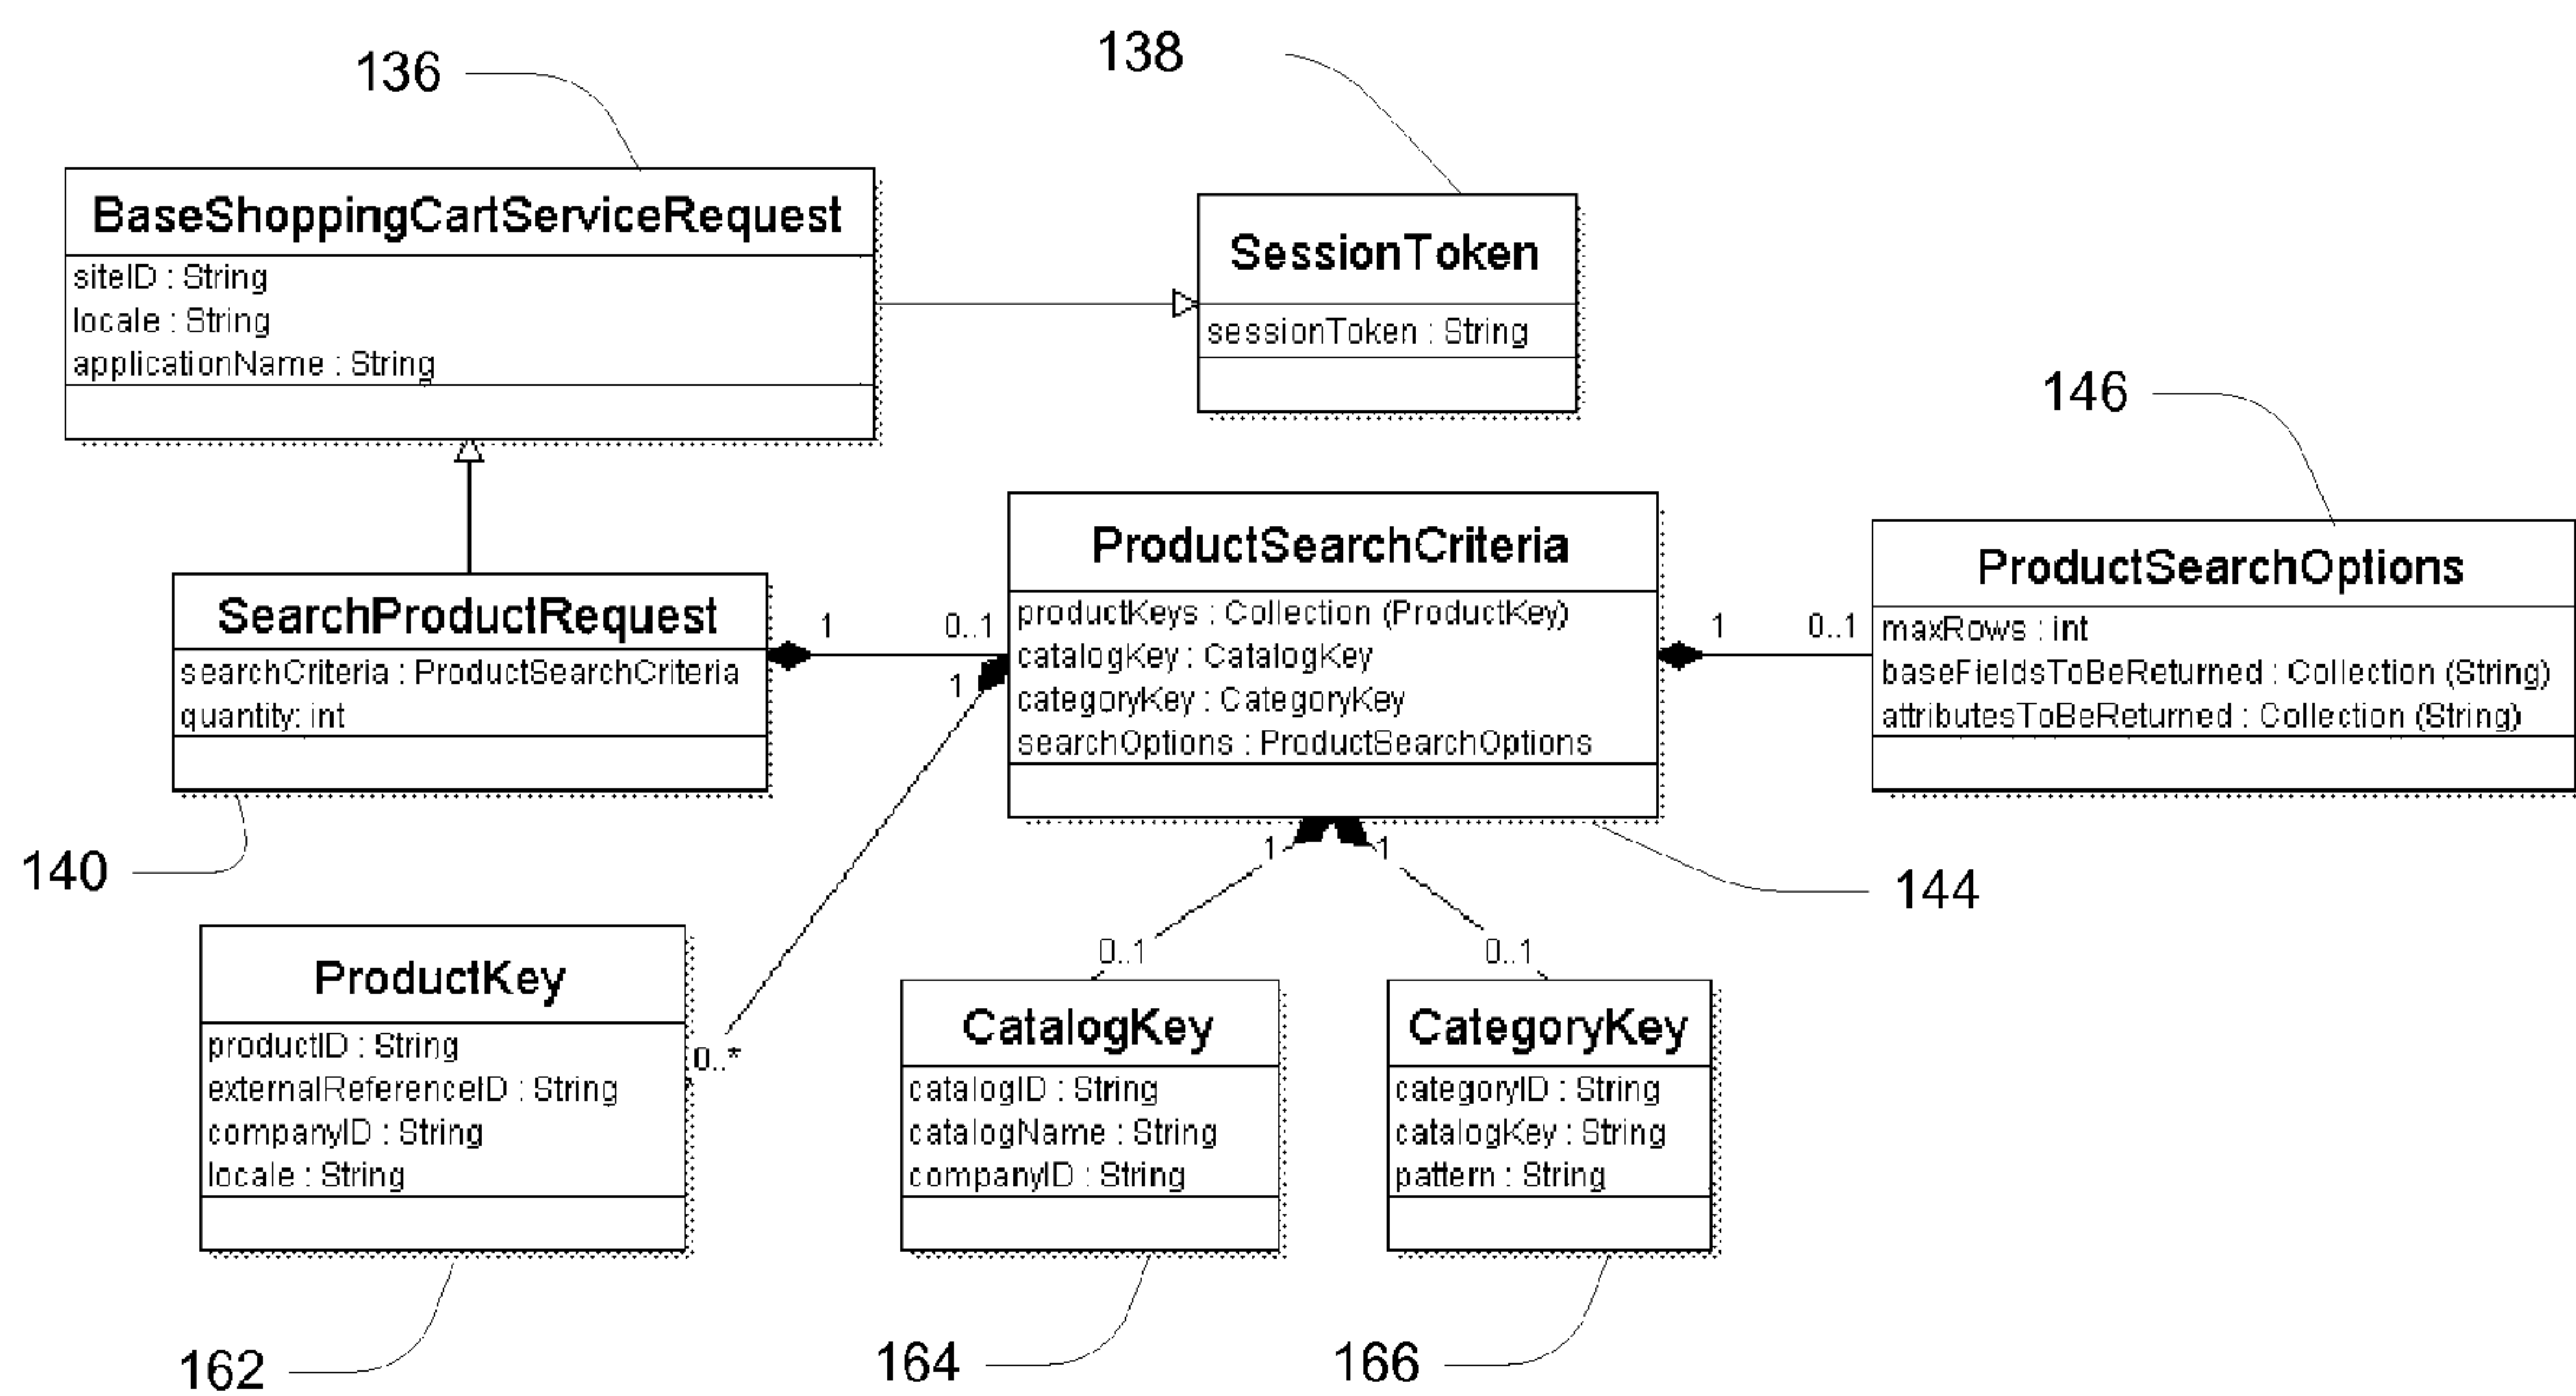 136
138
BaseShoppingCartServiceRequest
siteID : String
locale : String
applicationName : String
SessionToken
sessionToken : String
146
SearchProductRequest
searchCriteria : ProductSearchCriteria
quantity: int
1
0..1
1
ProductSearchCriteria
productKeys : Collection (ProductKey)
catalogKey : CatalogKey
categoryKey : CategoryKey
searchOptions : ProductSearchOptions
1
0..1
ProductSearchOptions
maxRows : int
baseFieldsToBeReturned : Collection (String)
attributesToBeReturned : Collection (String)
140
1
1
144
ProductKey
productID : String
externalReferenceID : String
companyID : String
locale : String
0..*
0..1
0..1
CatalogKey
catalogID : String
catalogName : String
companyID : String
CategoryKey
categoryID : String
catalogKey : String
pattern : String
162
164
166